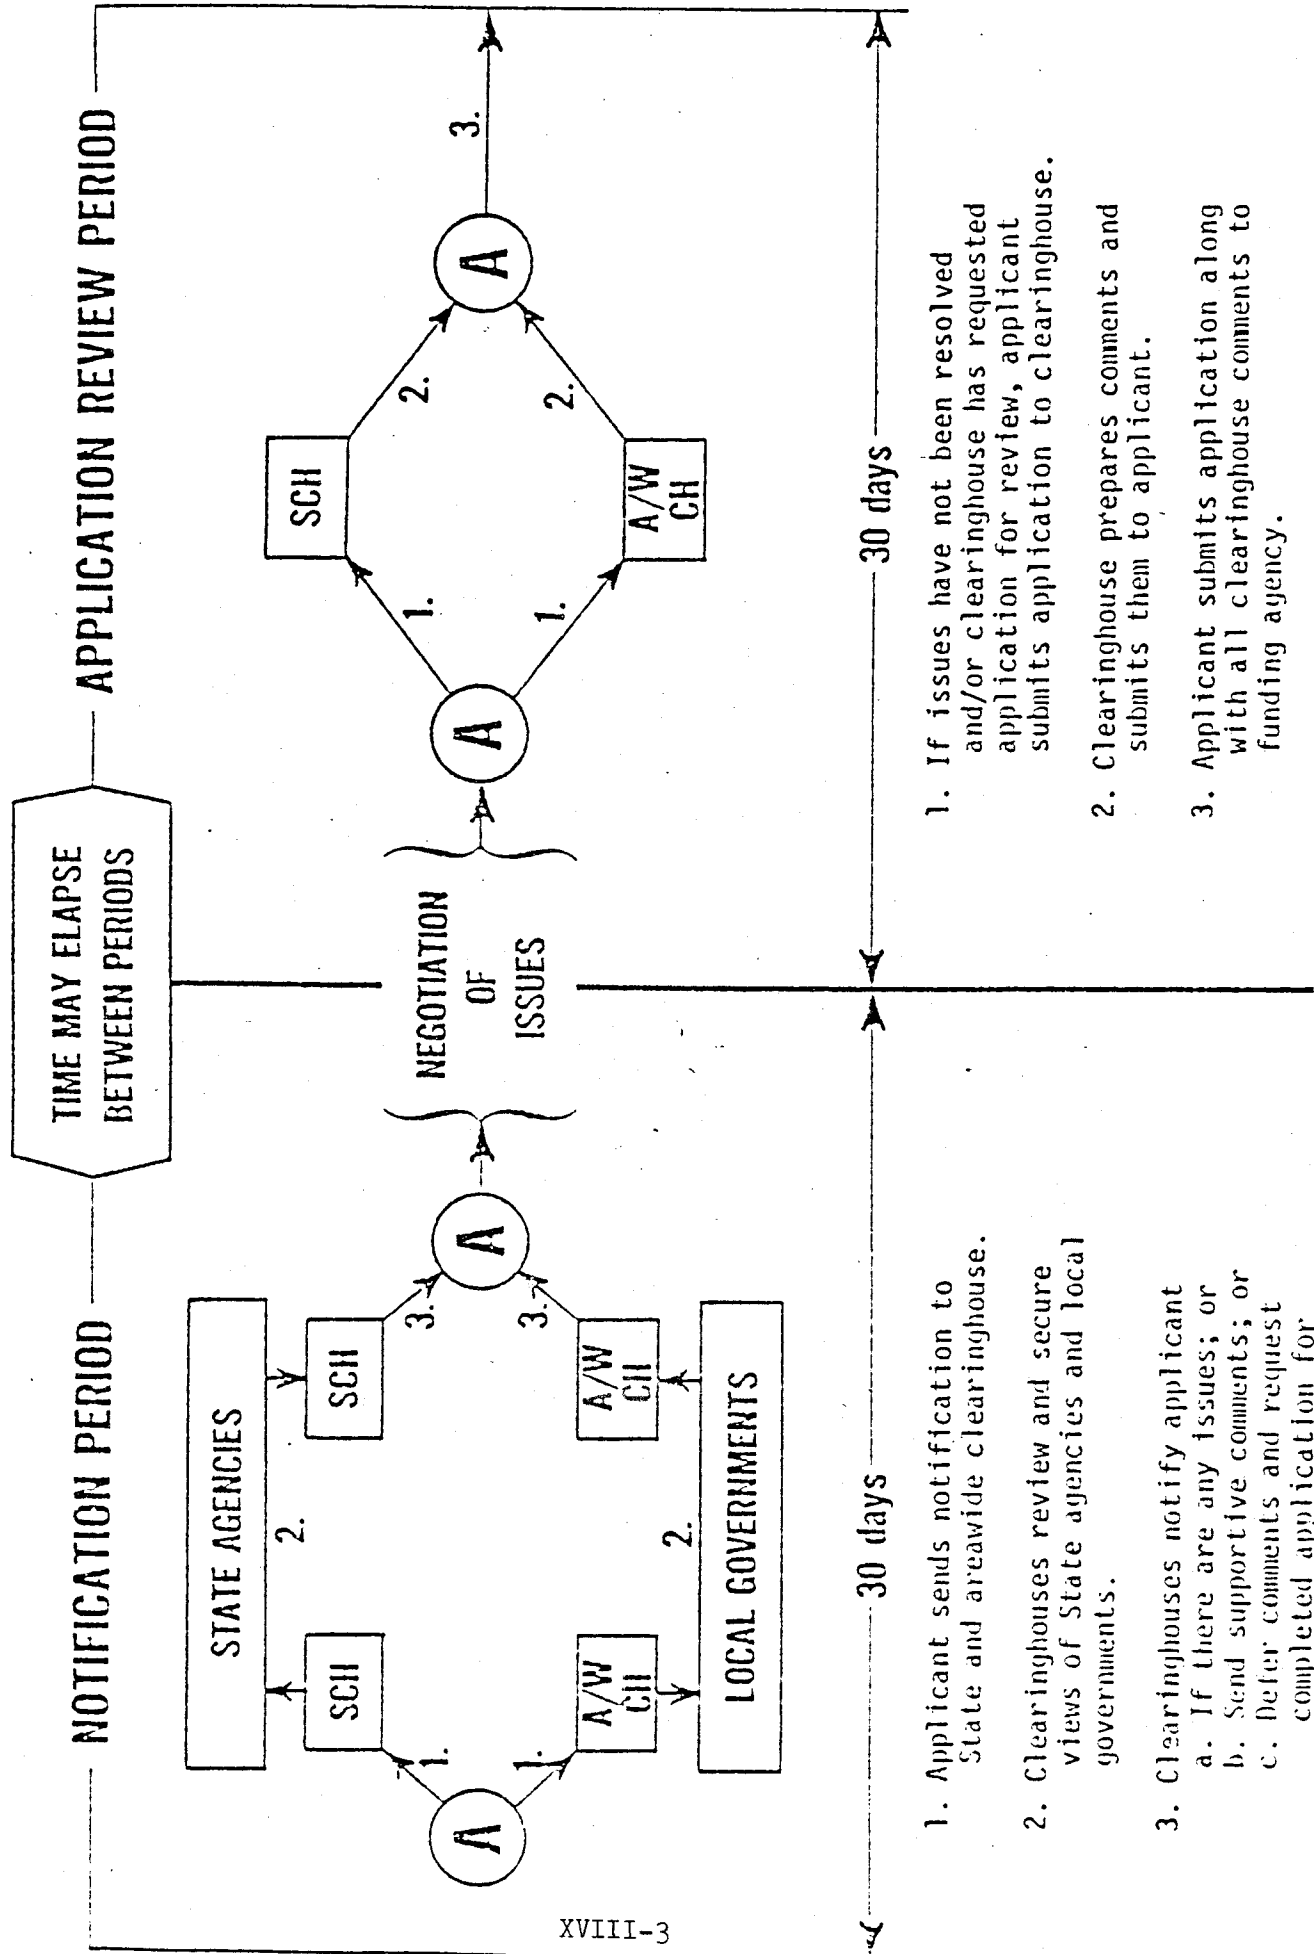 NOTIFICATION PERIOD
TIME MAY ELAPSE
BETWEEN PERIODS
APPLICATION REVIEW PERIOD
STATE AGENCIES
2.
SCH
SCH
1.
3.
A
A
1.
3.
A/W
CH
A/W
CH
2.
LOCAL GOVERNMENTS
NEGOTIATION
OF
ISSUES
SCH
1.
2.
A
A
3.
1.
2.
A/W
CH
30 days
30 days
1. Applicant sends notification to
State and areawide clearinghouse.
2. Clearinghouses review and secure
views of State agencies and local
governments.
3. Clearinghouses notify applicant
a. If there are any issues; or
b. Send supportive comments; or
c. Defer comments and request
completed application for
1. If issues have not been resolved
and/or clearinghouse has requested
application for review, applicant
submits application to clearinghouse.
2. Clearinghouse prepares comments and
submits them to applicant.
3. Applicant submits application along
with all clearinghouse comments to
funding agency.
XVIII-3